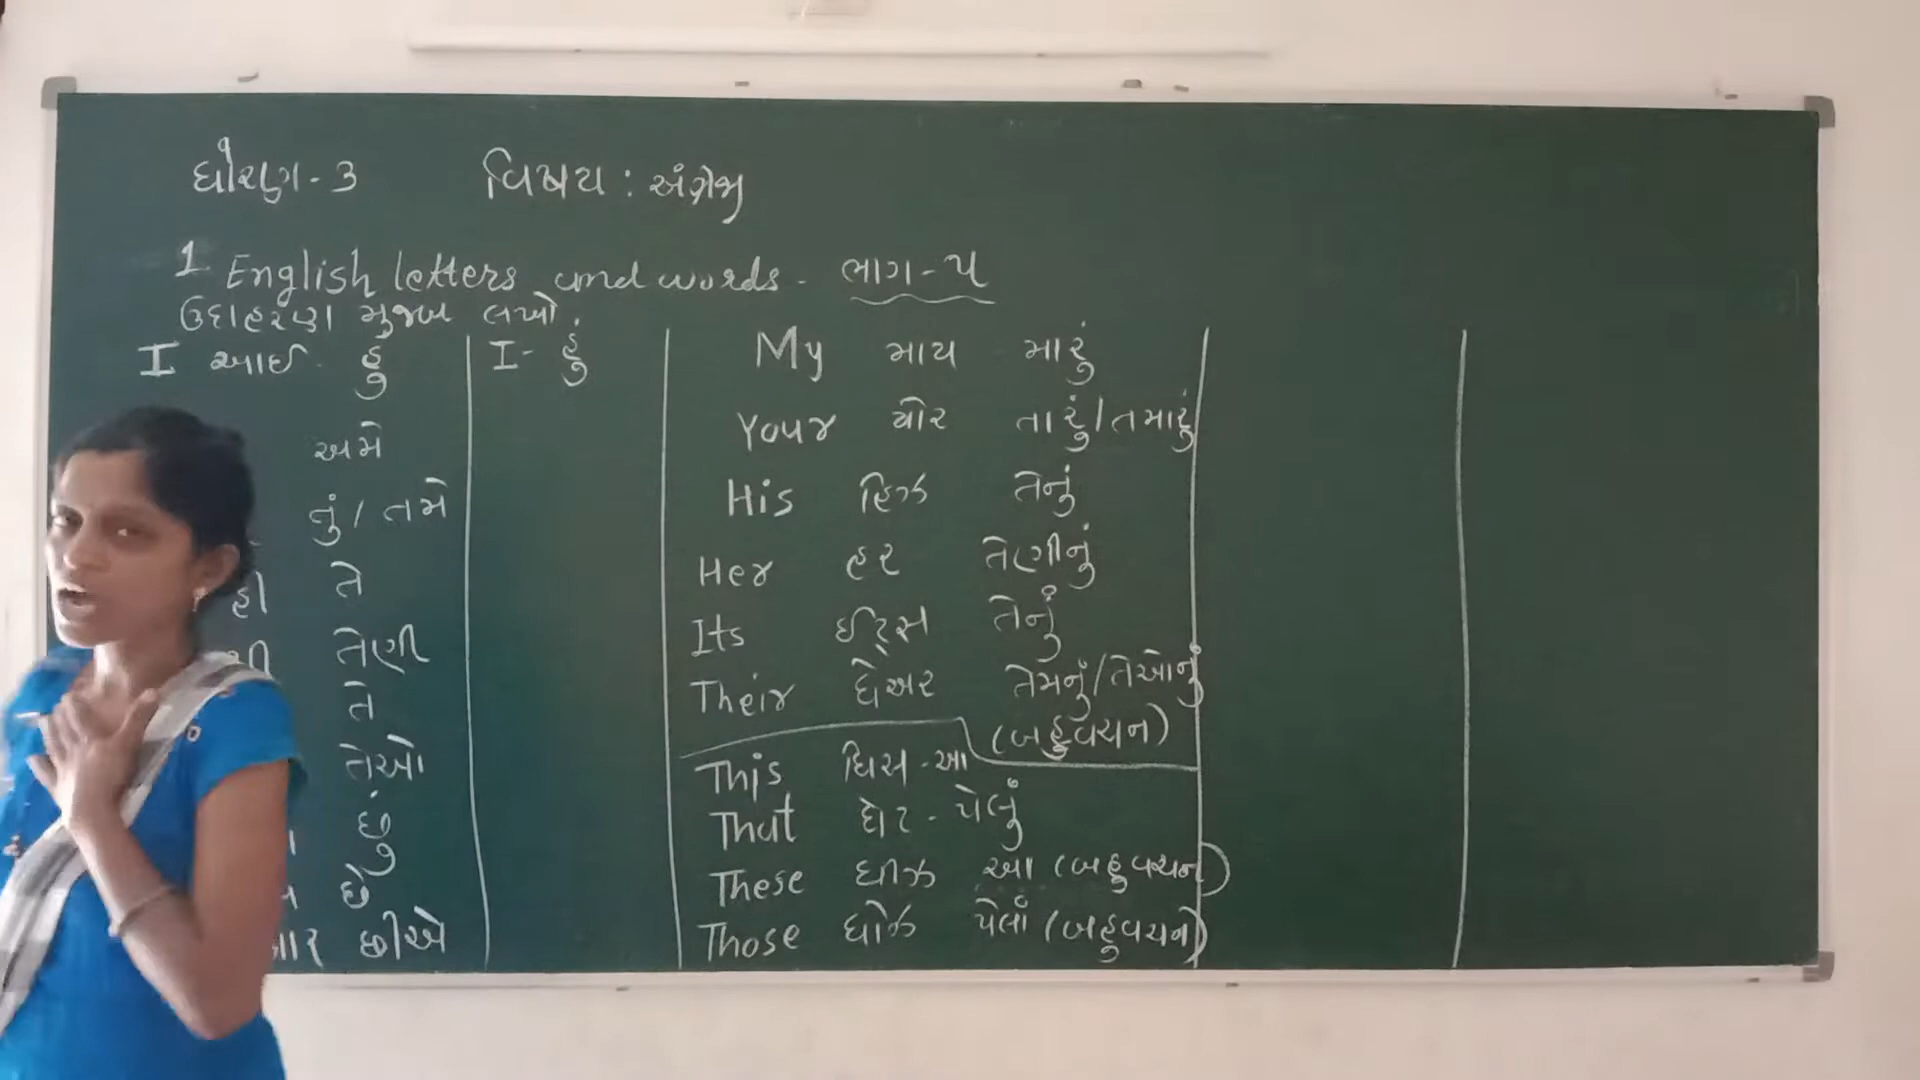 ધોરણ - ૩ વિષય : અંગ્રેજી
1 English letters and words - ભાગ - ૫
ઉદાહરણ મુજબ લખો.
I આઈ - હું
અમે
તું / તમે
હી તે
તેણી
તે
તેઓ
છું
છે
આર છીએ
I - હું
My માય મારું
Your યોર તારું / તમારું
His હિઝ તેનું
Her હર તેણીનું
Its ઈટ્સ તેનું
Their ધેઅર તેમનું / તેઓનું
(બહુવચન)
This ધિસ - આ
That ધેટ - પેલું
These ધીઝ આ (બહુવચન)
Those ધોઝ પેલાં (બહુવચન)